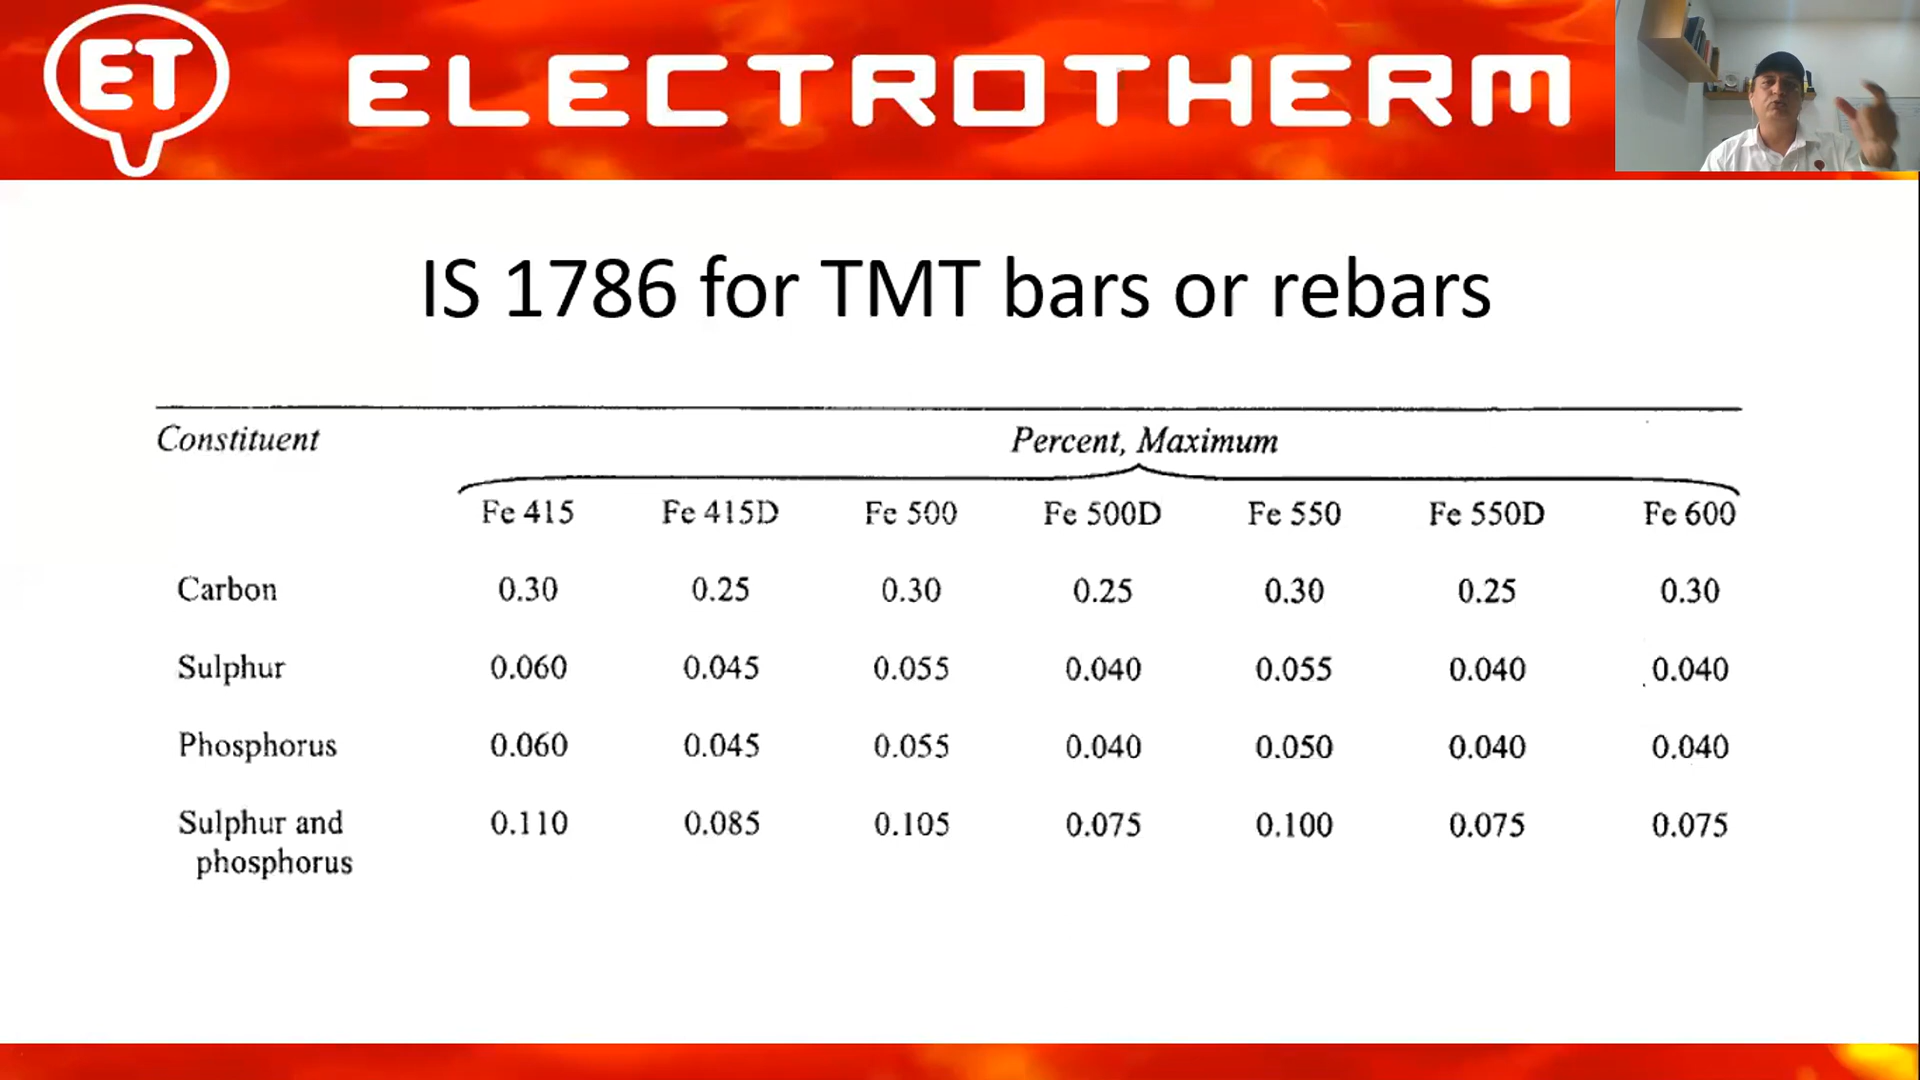 ET ELECTROTHERM
IS 1786 for TMT bars or rebars
Constituent Percent, Maximum
Fe 415 Fe 415D Fe 500 Fe 500D Fe 550 Fe 550D Fe 600
Carbon 0.30 0.25 0.30 0.25 0.30 0.25 0.30
Sulphur 0.060 0.045 0.055 0.040 0.055 0.040 0.040
Phosphorus 0.060 0.045 0.055 0.040 0.050 0.040 0.040
Sulphur and 0.110 0.085 0.105 0.075 0.100 0.075 0.075
phosphorus